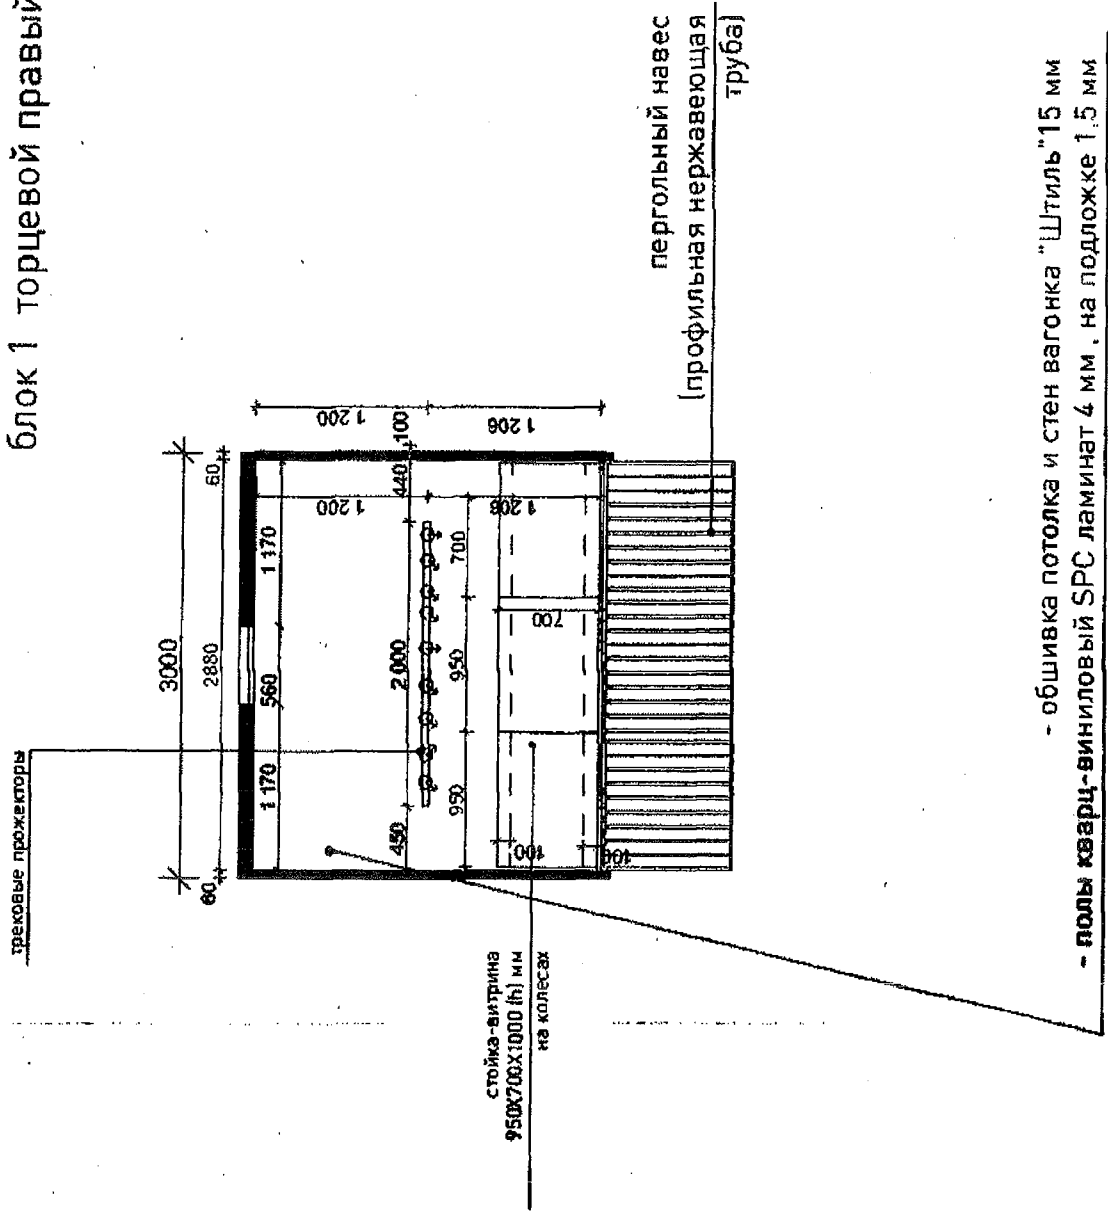 блок 1 торцевой правый
трековые прожекторы
3000
60
2880
60
1 170
560
1 170
1 200
1 206
1 200
1 206
100
450
2 000
440
950
950
700
700
100
100
стойка-витрина
950Х700Х1000 (h) мм
на колесах
пергольный навес
(профильная нержавеющая
труба)
- обшивка потолка и стен вагонка "Штиль" 15 мм
- полы кварц-виниловый SPC ламинат 4 мм, на подложке 1.5 мм